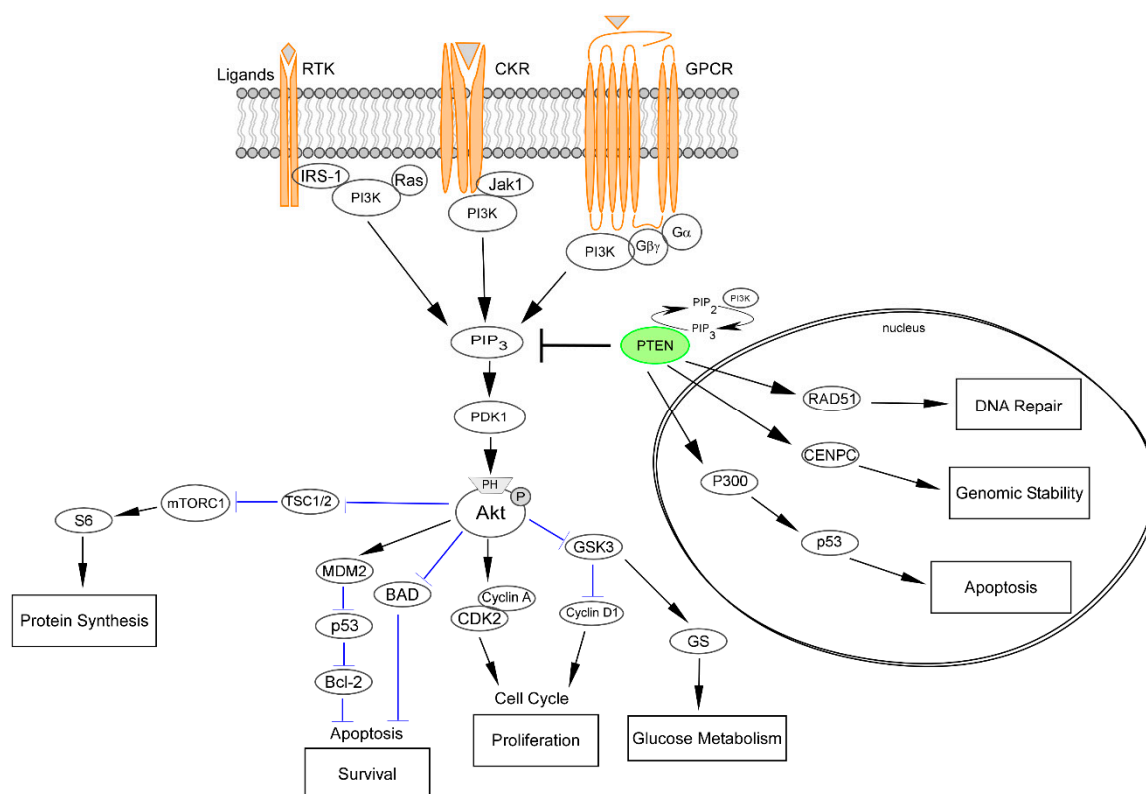 Ligands
RTK
CKR
GPCR
IRS-1
Ras
PI3K
Jak1
PI3K
PI3K
Gβγ
Gα
PIP3
PTEN
PIP2
PI3K
PIP3
nucleus
PDK1
RAD51
DNA Repair
CENPC
Genomic Stability
P300
p53
Apoptosis
PH
P
Akt
TSC1/2
mTORC1
S6
Protein Synthesis
MDM2
p53
Bcl-2
BAD
Apoptosis
Survival
Cyclin A
CDK2
GSK3
Cyclin D1
Cell Cycle
Proliferation
GS
Glucose Metabolism